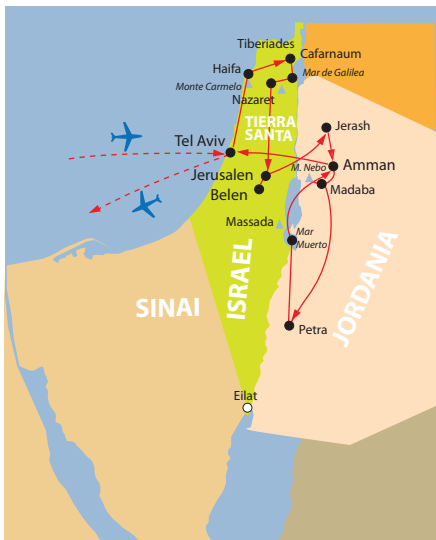 Tiberiades
Cafarnaum
Haifa
Mar de Galilea
Monte Carmelo
Nazaret
TIERRA
SANTA
Jerash
Tel Aviv
M. Nebo
Amman
Jerusalen
Belen
Madaba
Massada
Mar
Muerto
ISRAEL
JORDANIA
SINAI
Petra
Eilat